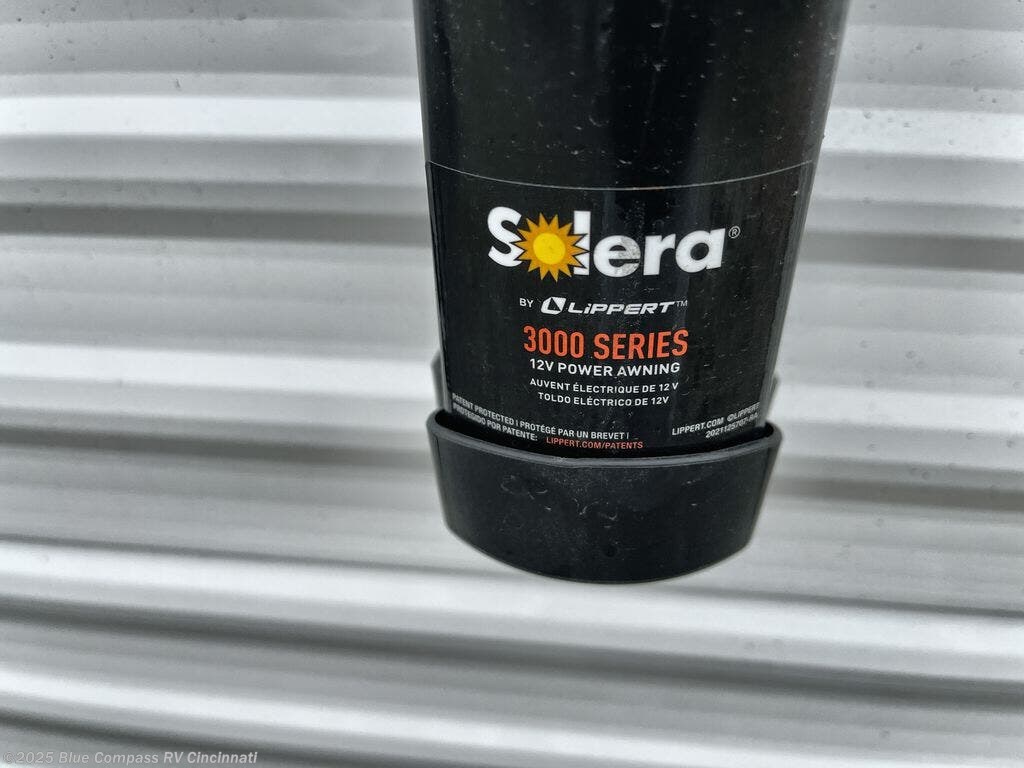 Solera®
BY LiPPERT™
3000 SERIES
12V POWER AWNING
AUVENT ÉLECTRIQUE DE 12 V
TOLDO ELÉCTRICO DE 12V
PATENT PROTECTED | PROTÉGÉ PAR UN BREVET |
PROTEGIDO POR PATENTE: LIPPERT.COM/PATENTS
LIPPERT.COM ©LIPPERT
©2025 Blue Compass RV Cincinnati